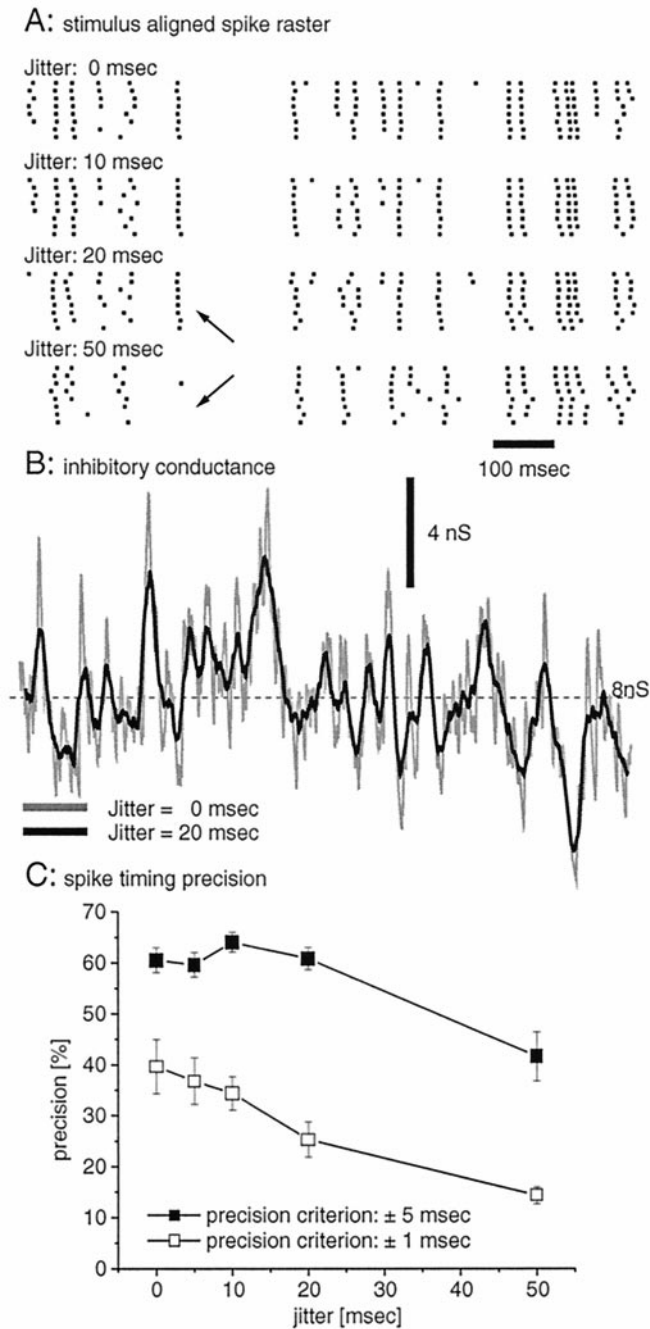 A: stimulus aligned spike raster
Jitter: 0 msec
Jitter: 10 msec
Jitter: 20 msec
Jitter: 50 msec
100 msec
B: inhibitory conductance
4 nS
8nS
Jitter = 0 msec
Jitter = 20 msec
C: spike timing precision
70
60
50
40
30
20
10
0
precision [%]
precision criterion: ± 5 msec
precision criterion: ± 1 msec
0 10 20 30 40 50
jitter [msec]